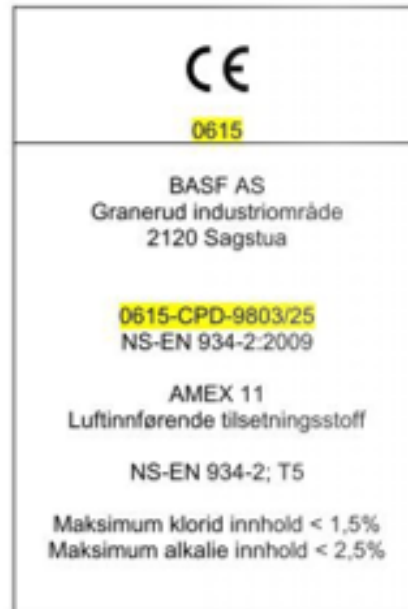 CE
0615
BASF AS
Granerud industriområde
2120 Sagstua
0615-CPD-9803/25
NS-EN 934-2:2009
AMEX 11
Luftinnførende tilsetningsstoff
NS-EN 934-2; T5
Maksimum klorid innhold < 1,5%
Maksimum alkalie innhold < 2,5%